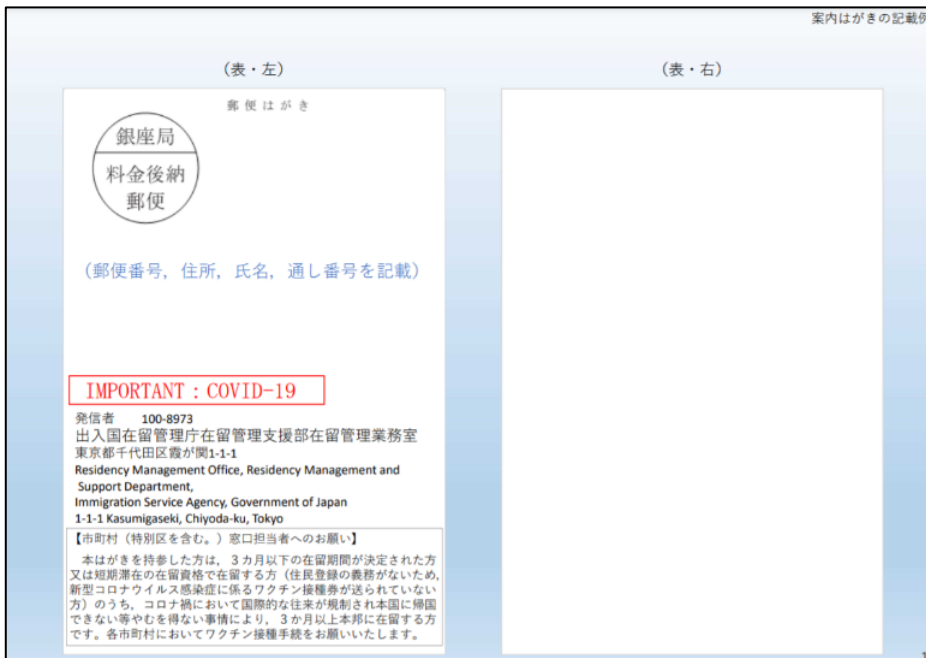 案内はがきの記載例
（表・左）
（表・右）
郵便はがき
銀座局
料金後納
郵便
（郵便番号，住所，氏名，通し番号を記載）
IMPORTANT：COVID-19
発信者 100-8973
出入国在留管理庁在留管理支援部在留管理業務室
東京都千代田区霞が関1-1-1
Residency Management Office, Residency Management and
Support Department,
Immigration Service Agency, Government of Japan
1-1-1 Kasumigaseki, Chiyoda-ku, Tokyo
【市町村（特別区を含む。）窓口担当者へのお願い】
本はがきを持参した方は，３カ月以下の在留期間が決定された方
又は短期滞在の在留資格で在留する方（住民登録の義務がないため，
新型コロナウイルス感染症に係るワクチン接種券が送られていない
方）のうち，コロナ禍において国際的な往来が規制され本国に帰国
できない等やむを得ない事情により，３か月以上本邦に在留する方
です。各市町村においてワクチン接種手続をお願いいたします。
1